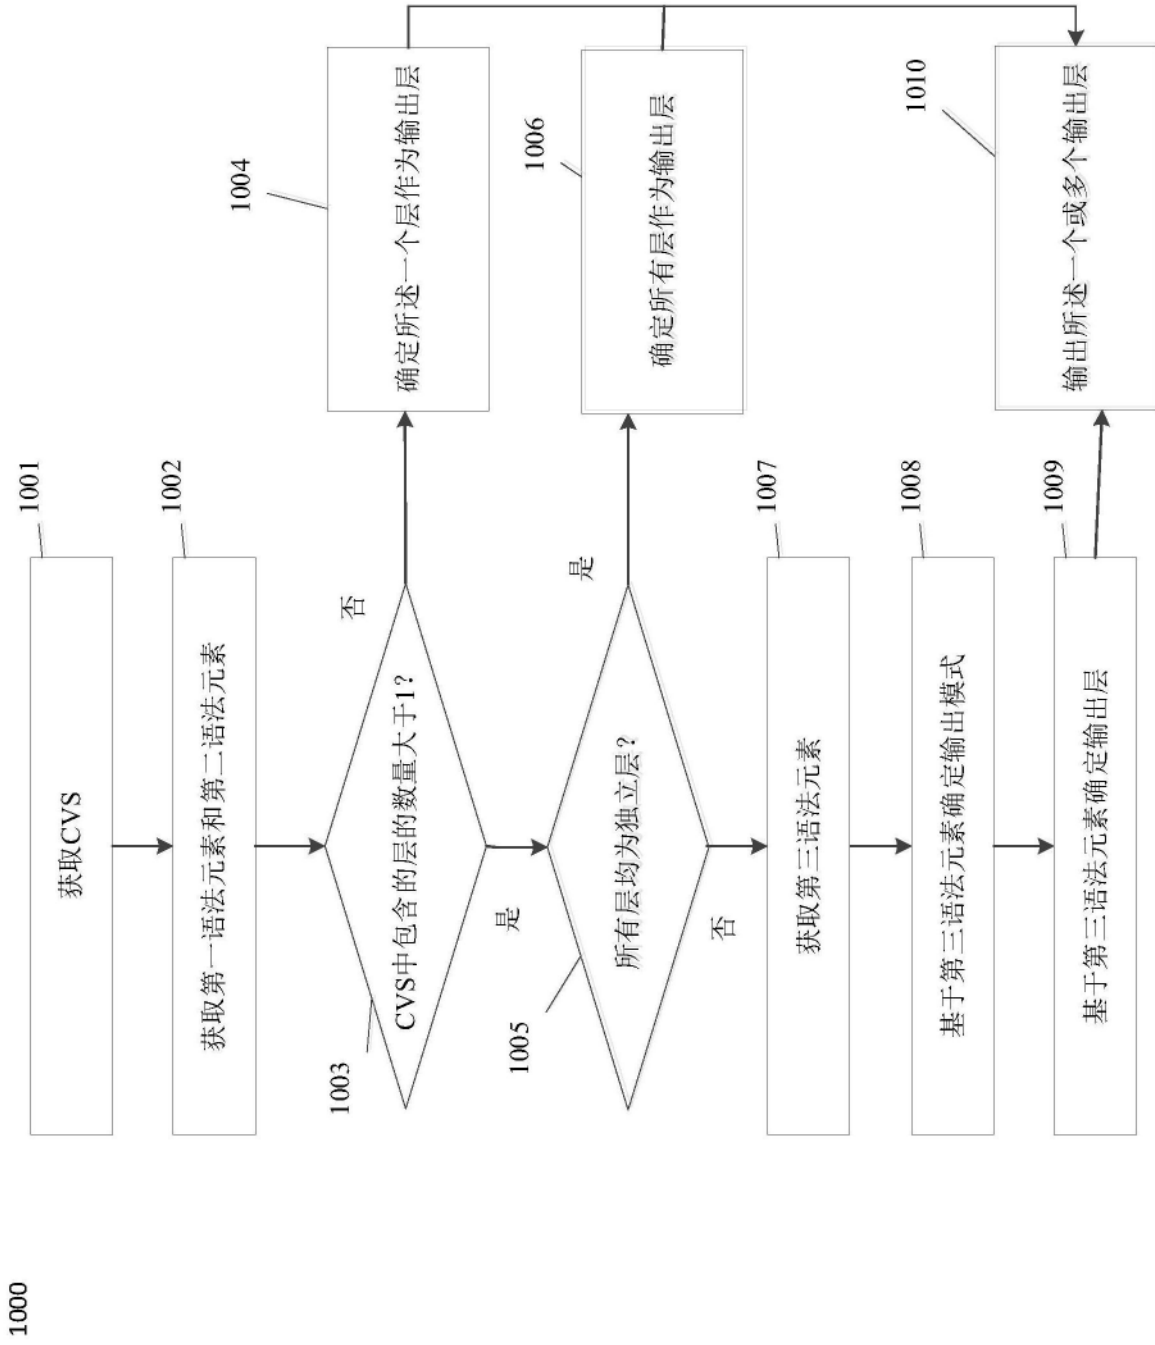 1000
1001
获取CVS
1002
获取第一语法元素和第二语法元素
1003
CVS中包含的层的数量大于1?
否
1004
确定所述一个层作为输出层
是
1005
所有层均为独立层?
是
1006
确定所有层作为输出层
否
1007
获取第三语法元素
1008
基于第三语法元素确定输出模式
1009
基于第三语法元素确定输出层
1010
输出所述一个或多个输出层